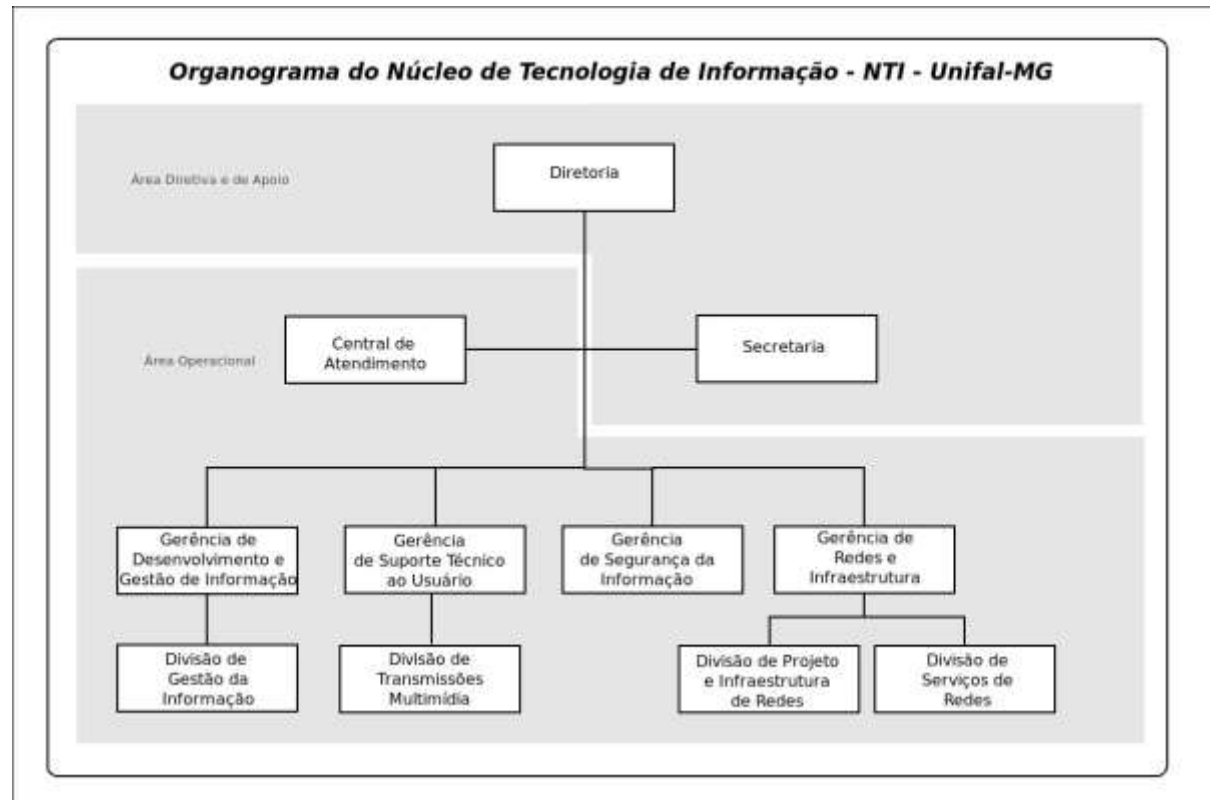 Organograma do Núcleo de Tecnologia de Informação - NTI - Unifal-MG
Área Diretiva e de Apoio
Diretoria
Área Operacional
Central de
Atendimento
Secretaria
Gerência de
Desenvolvimento e
Gestão de Informação
Gerência
de Suporte Técnico
ao Usuário
Gerência
de Segurança da
Informação
Gerência de
Redes e
Infraestrutura
Divisão de
Gestão da
Informação
Divisão de
Transmissões
Multimídia
Divisão de Projeto
e Infraestrutura
de Redes
Divisão de
Serviços de
Redes